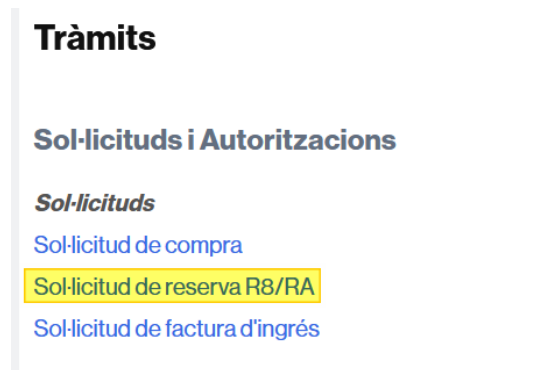 Tràmits
Sol·licituds i Autoritzacions
Sol·licituds
Sol·licitud de compra
Sol·licitud de reserva R8/RA
Sol·licitud de factura d'ingrés